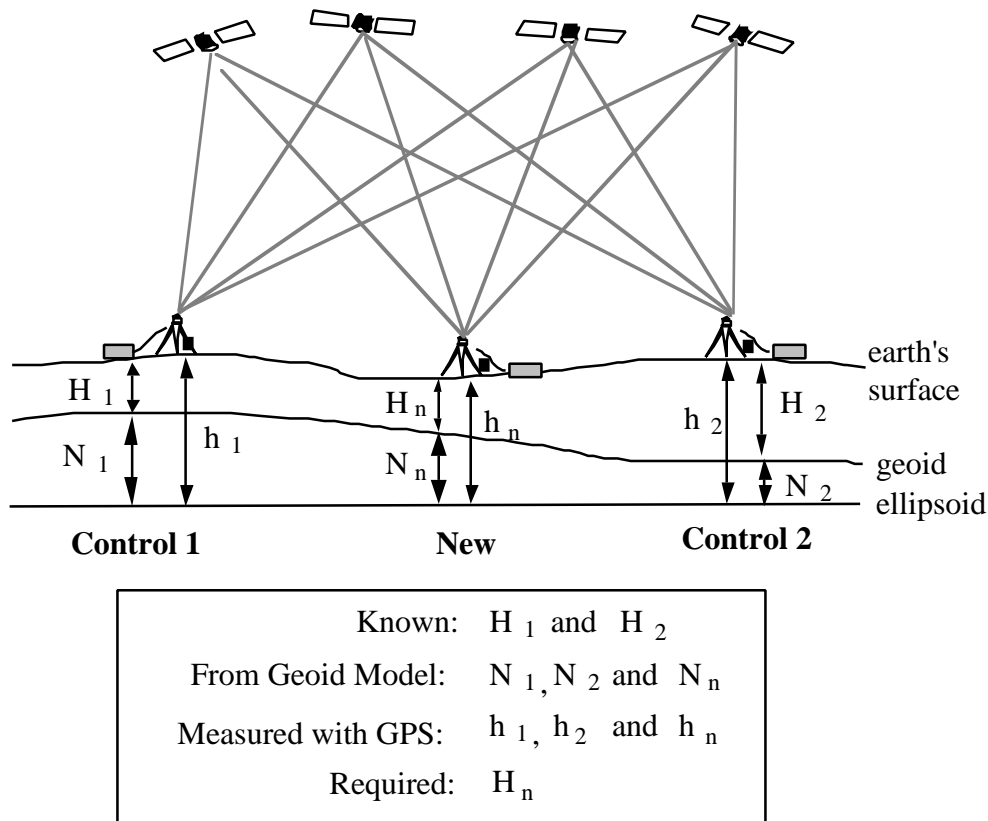 earth's
surface
H 1
H n
H 2
h 1
h n
h 2
N 1
N n
N 2
geoid
ellipsoid
Control 1
New
Control 2
Known: H 1 and H 2
From Geoid Model: N 1, N 2 and N n
Measured with GPS: h 1, h 2 and h n
Required: H n